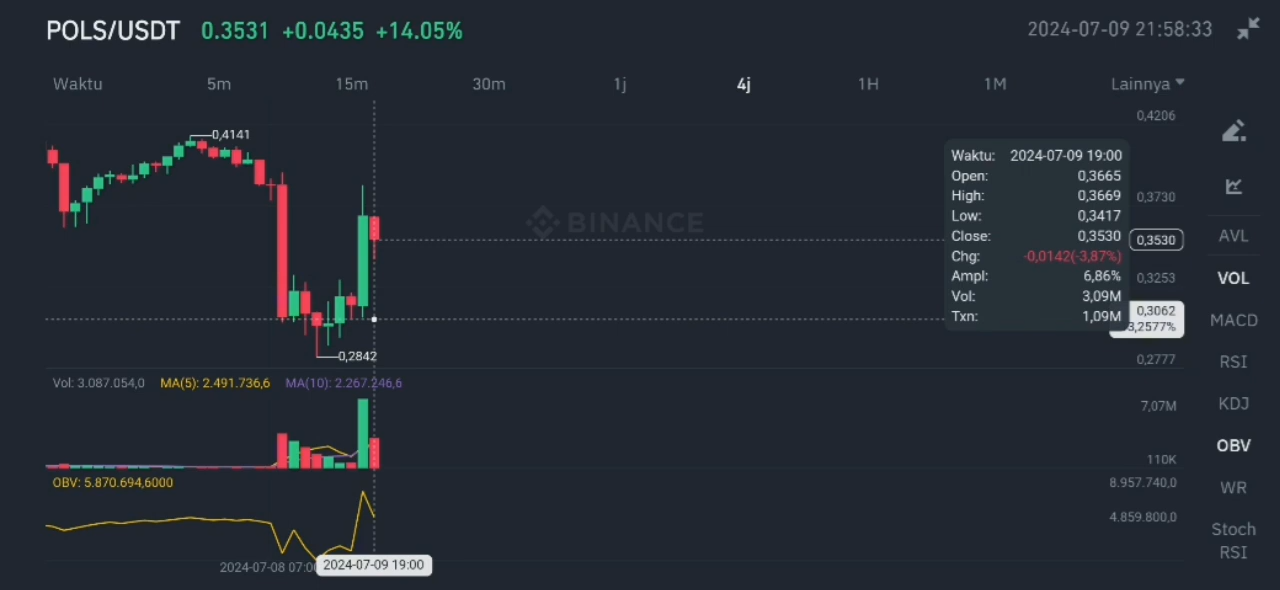 POLS/USDT 0.3531 +0.0435 +14.05% 2024-07-09 21:58:33
Waktu 5m 15m 30m 1j 4j 1H 1M Lainnya
0,4206
0,4141
Waktu: 2024-07-09 19:00
Open: 0,3665
High: 0,3669
Low: 0,3417
Close: 0,3530
Chg: -0,0142(-3,87%)
Ampl: 6,86%
Vol: 3,09M
Txn: 1,09M
BINANCE
0,3730
0,3530
0,3253
0,3062
3,2577%
0,2842
0,2777
AVL
VOL
MACD
RSI
KDJ
OBV
WR
Stoch
RSI
Vol: 3.087.054,0 MA(5): 2.491.736,6 MA(10): 2.267.246,6
7,07M
110K
OBV: 5.870.694,6000
8.957.740,0
4.859.800,0
2024-07-08 07:00 2024-07-09 19:00